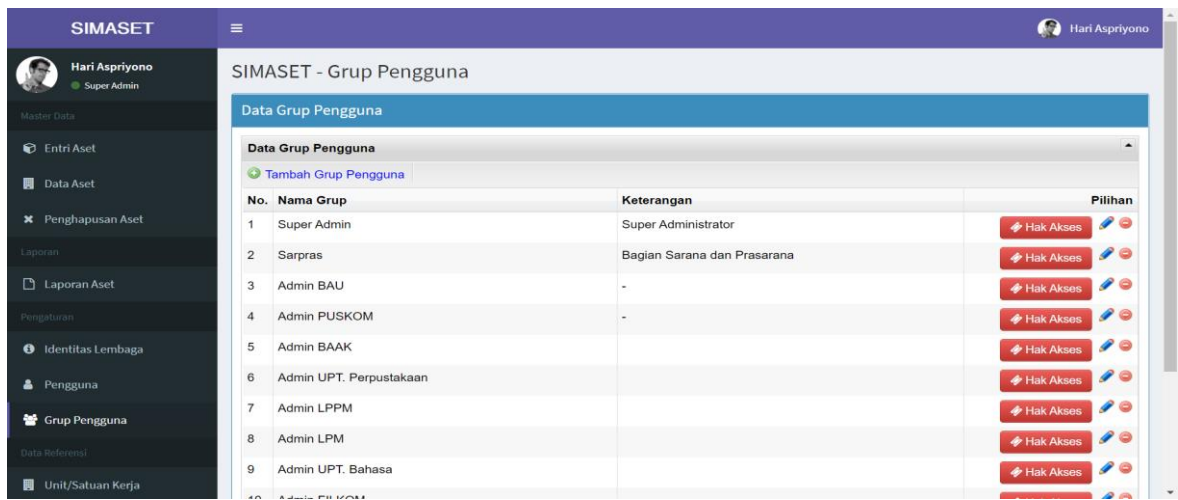 SIMASET
Hari Aspriyono
Hari Aspriyono
Super Admin
Master Data
Entri Aset
Data Aset
Penghapusan Aset
Laporan
Laporan Aset
Pengaturan
Identitas Lembaga
Pengguna
Grup Pengguna
Data Referensi
Unit/Satuan Kerja
SIMASET - Grup Pengguna
Data Grup Pengguna
Data Grup Pengguna
Tambah Grup Pengguna
No. Nama Grup Keterangan Pilihan
1 Super Admin Super Administrator Hak Akses
2 Sarpras Bagian Sarana dan Prasarana Hak Akses
3 Admin BAU - Hak Akses
4 Admin PUSKOM - Hak Akses
5 Admin BAAK Hak Akses
6 Admin UPT. Perpustakaan Hak Akses
7 Admin LPPM Hak Akses
8 Admin LPM Hak Akses
9 Admin UPT. Bahasa Hak Akses
10 Admin FILKOM